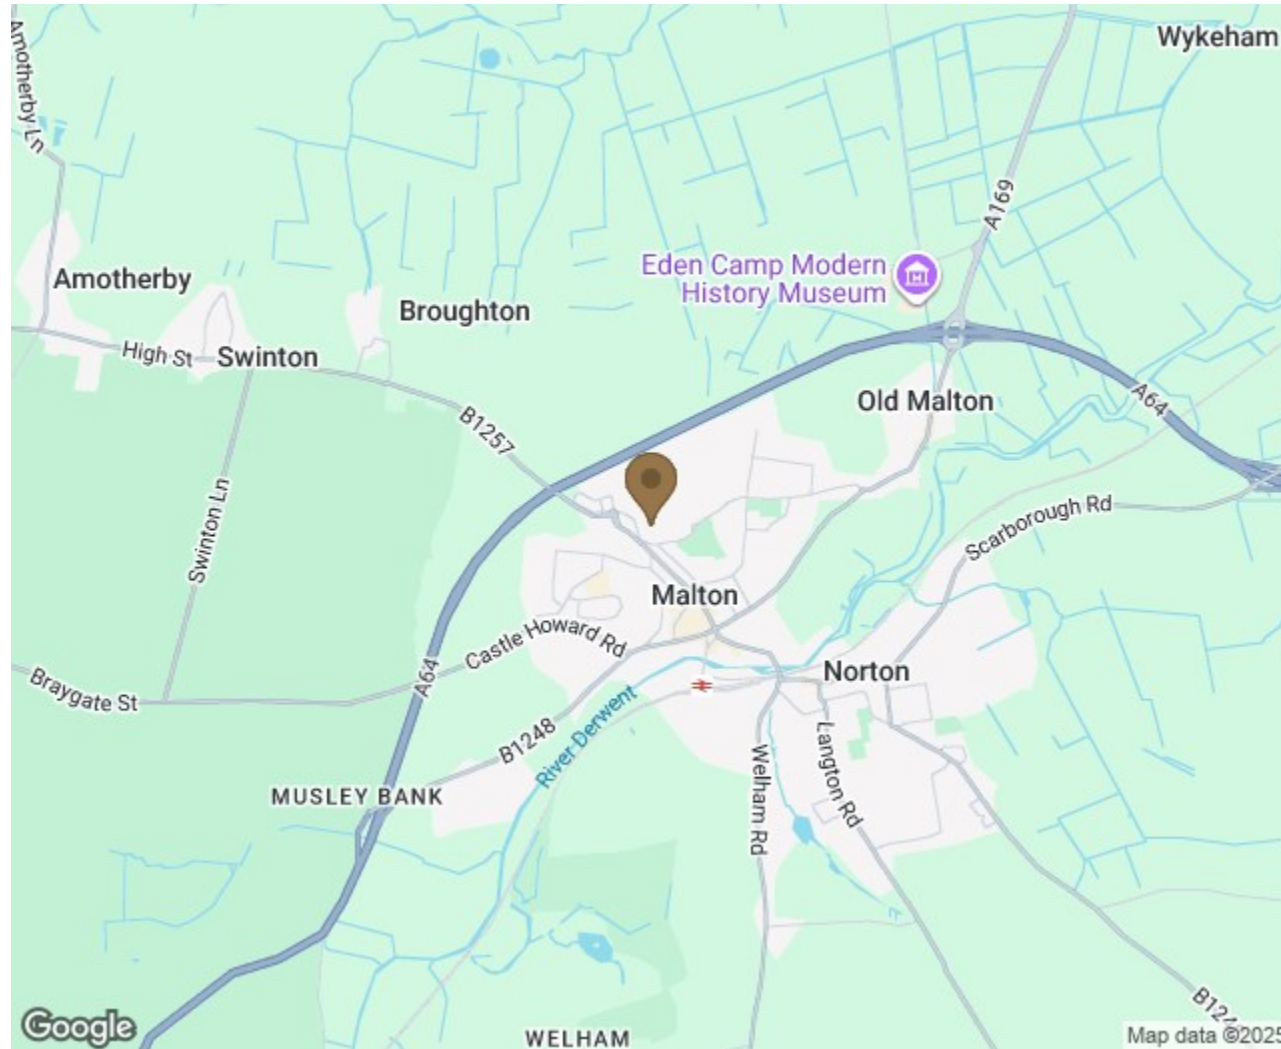 Wykeham
Amotherby Ln
A169
Eden Camp Modern
History Museum
Amotherby
Broughton
High St
Swinton
A64
Old Malton
B1257
Swinton Ln
Scarborough Rd
Malton
Castle Howard Rd
Norton
Braygate St
A64
River Derwent
B1248
Langton Rd
Welham Rd
MUSLEY BANK
B124
Google
WELHAM
Map data ©2025